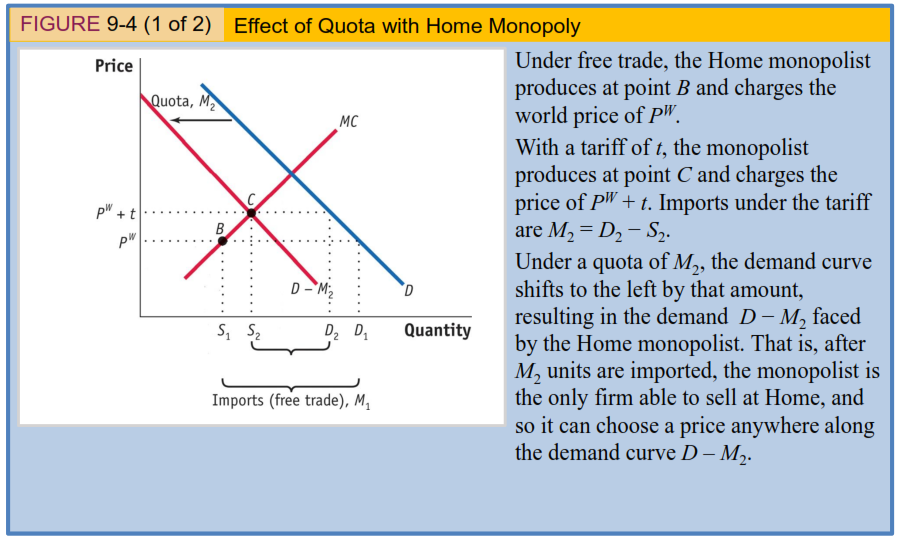 FIGURE 9-4 (1 of 2) Effect of Quota with Home Monopoly
Price
Quota, M₂
MC
C
Pᵂ + t
B
Pᵂ
D – M₂
D
S₁ S₂ D₂ D₁ Quantity
Imports (free trade), M₁
Under free trade, the Home monopolist
produces at point B and charges the
world price of Pᵂ.
With a tariff of t, the monopolist
produces at point C and charges the
price of Pᵂ + t. Imports under the tariff
are M₂ = D₂ – S₂.
Under a quota of M₂, the demand curve
shifts to the left by that amount,
resulting in the demand D – M₂ faced
by the Home monopolist. That is, after
M₂ units are imported, the monopolist is
the only firm able to sell at Home, and
so it can choose a price anywhere along
the demand curve D – M₂.